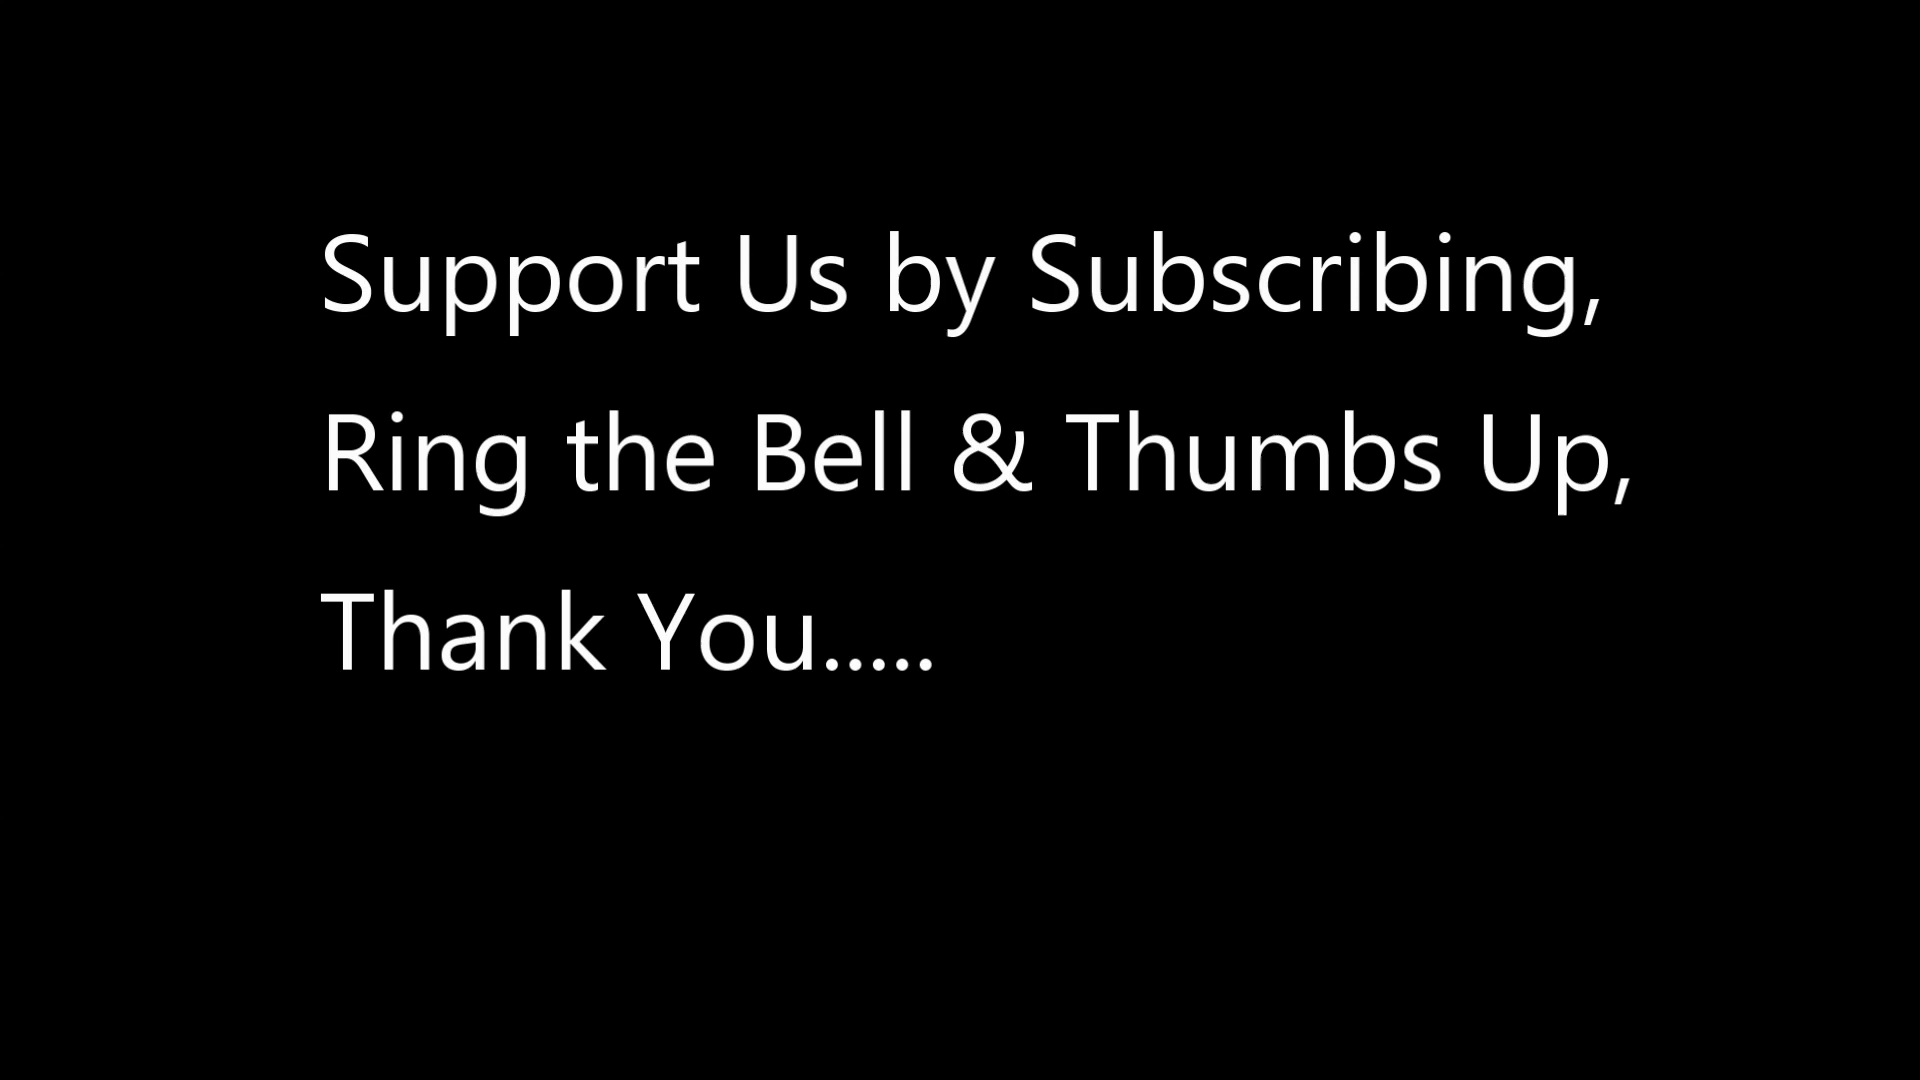 Support Us by Subscribing,
Ring the Bell & Thumbs Up,
Thank You.....